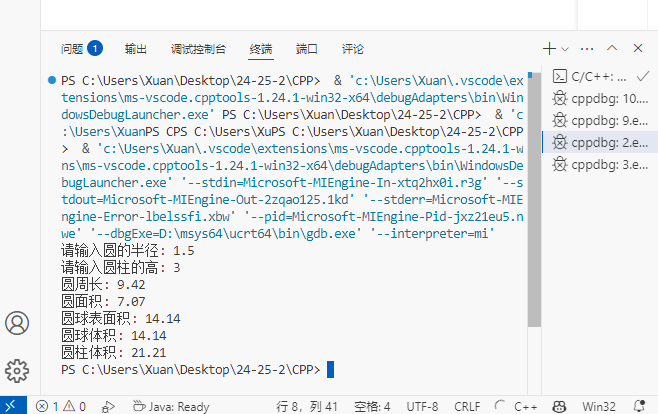 问题 1 输出 调试控制台 终端 端口 评论
PS C:\Users\Xuan\Desktop\24-25-2\CPP>  & 'c:\Users\Xuan\.vscode\ex
tensions\ms-vscode.cpptools-1.24.1-win32-x64\debugAdapters\bin\Win
dowsDebugLauncher.exe' PS C:\Users\Xuan\Desktop\24-25-2\CPP>  & 'c
:\Users\XuanPS CPS C:\Users\XuPS C:\Users\Xuan\Desktop\24-25-2\CPP
>  & 'c:\Users\Xuan\.vscode\extensions\ms-vscode.cpptools-1.24.1-w
ns\ms-vscode.cpptools-1.24.1-win32-x64\debugAdapters\bin\WindowsDe
bugLauncher.exe' '--stdin=Microsoft-MIEngine-In-xtq2hx0i.r3g' '--s
tdout=Microsoft-MIEngine-Out-2zqao125.1kd' '--stderr=Microsoft-MIE
ngine-Error-lbelssfi.xbw' '--pid=Microsoft-MIEngine-Pid-jxz21eu5.n
we' '--dbgExe=D:\msys64\ucrt64\bin\gdb.exe' '--interpreter=mi'
请输入圆的半径: 1.5
请输入圆柱的高: 3
圆周长: 9.42
圆面积: 7.07
圆球表面积: 14.14
圆球体积: 14.14
圆柱体积: 21.21
PS C:\Users\Xuan\Desktop\24-25-2\CPP>
C/C++: ...
cppdbg: 10....
cppdbg: 9.e...
cppdbg: 2.e...
cppdbg: 3.e...
1 0 Java: Ready 行 8，列 41 空格: 4 UTF-8 CRLF C++ Win32